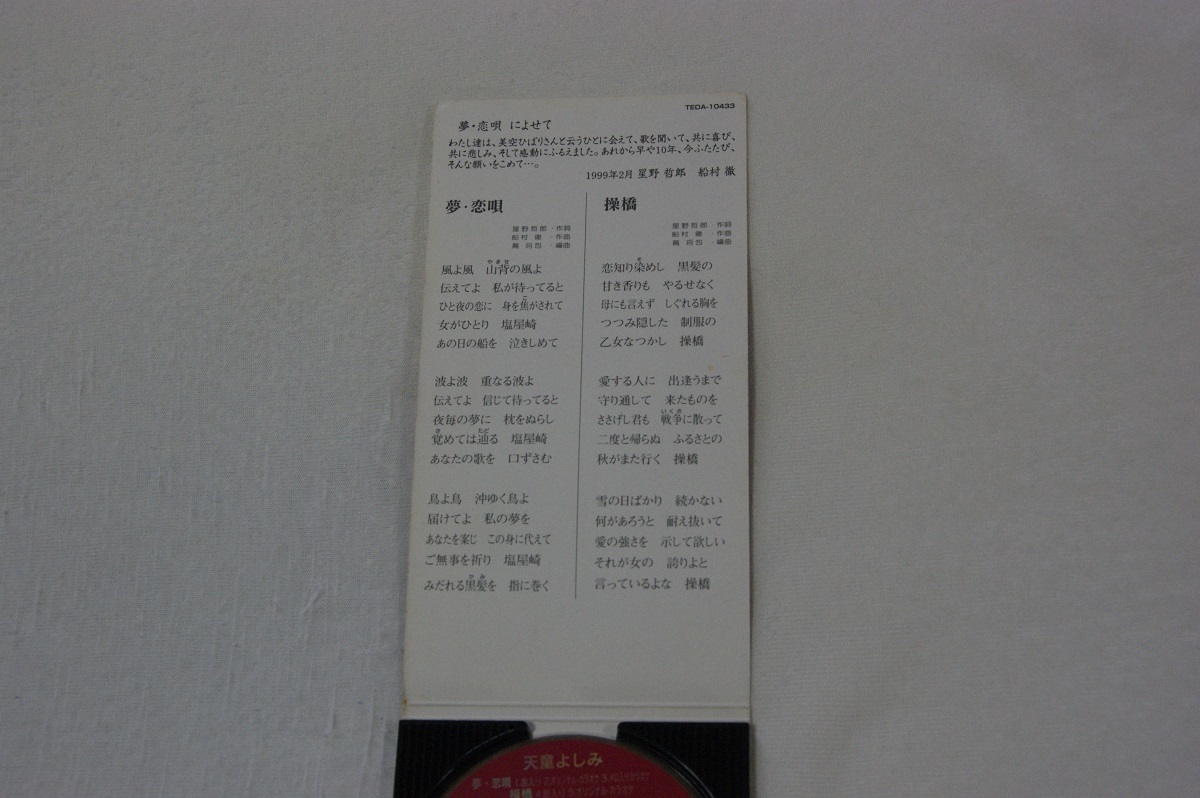 TEDA-10433
夢・恋唄 によせて
わたし達は、美空ひばりさんと云うひとに会えて、歌を聞いて、共に喜び、
共に悲しみ、そして感動にふるえました。あれから早や10年、今ふたたび、
そんな願いをこめて…。
1999年2月 星野 哲郎 船村 徹
夢・恋唄
星野哲郎・作詞
船村 徹・作曲
・編曲
風よ風 山背の風よ
伝えてよ 私が待ってると
ひと夜の恋に 身を焦がされて
女がひとり 塩屋崎
あの日の船を 泣きしめて
波よ波 重なる波よ
伝えてよ 信じて待ってると
夜毎の夢に 枕をぬらし
覚めては辿る 塩屋崎
あなたの歌を 口ずさむ
鳥よ鳥 沖ゆく鳥よ
届けてよ 私の夢を
あなたを案じ この身に代えて
ご無事を祈り 塩屋崎
みだれる黒髪を 指に巻く
操橋
星野哲郎・作詞
船村 徹・作曲
・編曲
恋知り染めし 黒髪の
甘き香りも やるせなく
母にも言えず しぐれる胸を
つつみ隠した 制服の
乙女なつかし 操橋
愛する人に 出逢うまで
守り通して 来たものを
ささげし君も 戦争に散って
二度と帰らぬ ふるさとの
秋がまた行く 操橋
雪の日ばかり 続かない
何があろうと 耐え抜いて
愛の強さを 示して欲しい
それが女の 誇りよと
言っているよな 操橋
天童よしみ
夢・恋唄
操橋